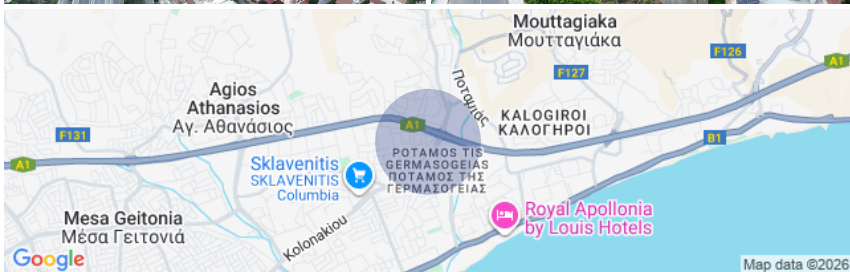 Mouttagiaka
Μουτταγιάκα
F126
A1
F127
Ποταμός
Agios
Athanasios
Αγ. Αθανάσιος
KALOGIROI
ΚΑΛΟΓΗΡΟΙ
A1
F131
B1
A1
POTAMOS TIS
GERMASOGEIAS
ΠΟΤΑΜΟΣ ΤΗΣ
ΓΕΡΜΑΣΟΓΕΙΑΣ
Sklavenitis
SKLAVENITIS
Columbia
Royal Apollonia
by Louis Hotels
Mesa Geitonia
Μέσα Γειτονιά
Kolonakiou
Google
Map data ©2026